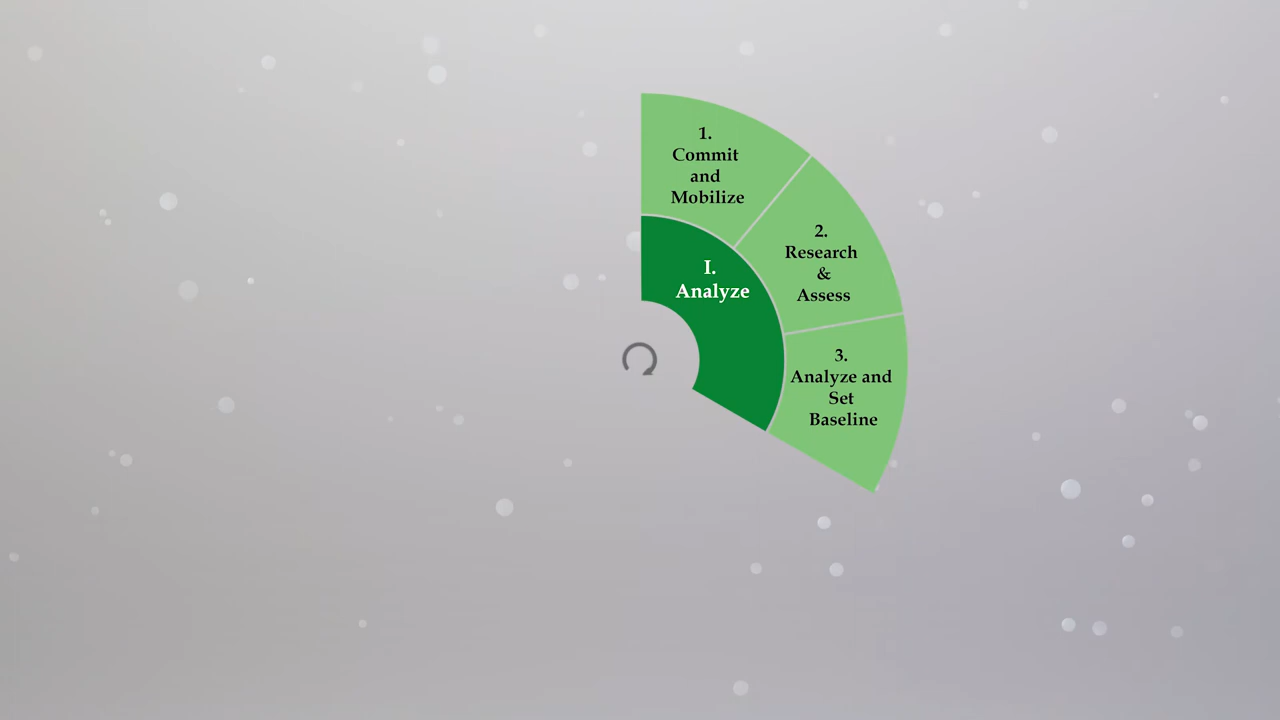 1.
Commit
and
Mobilize
2.
Research
&
Assess
I.
Analyze
3.
Analyze and
Set
Baseline